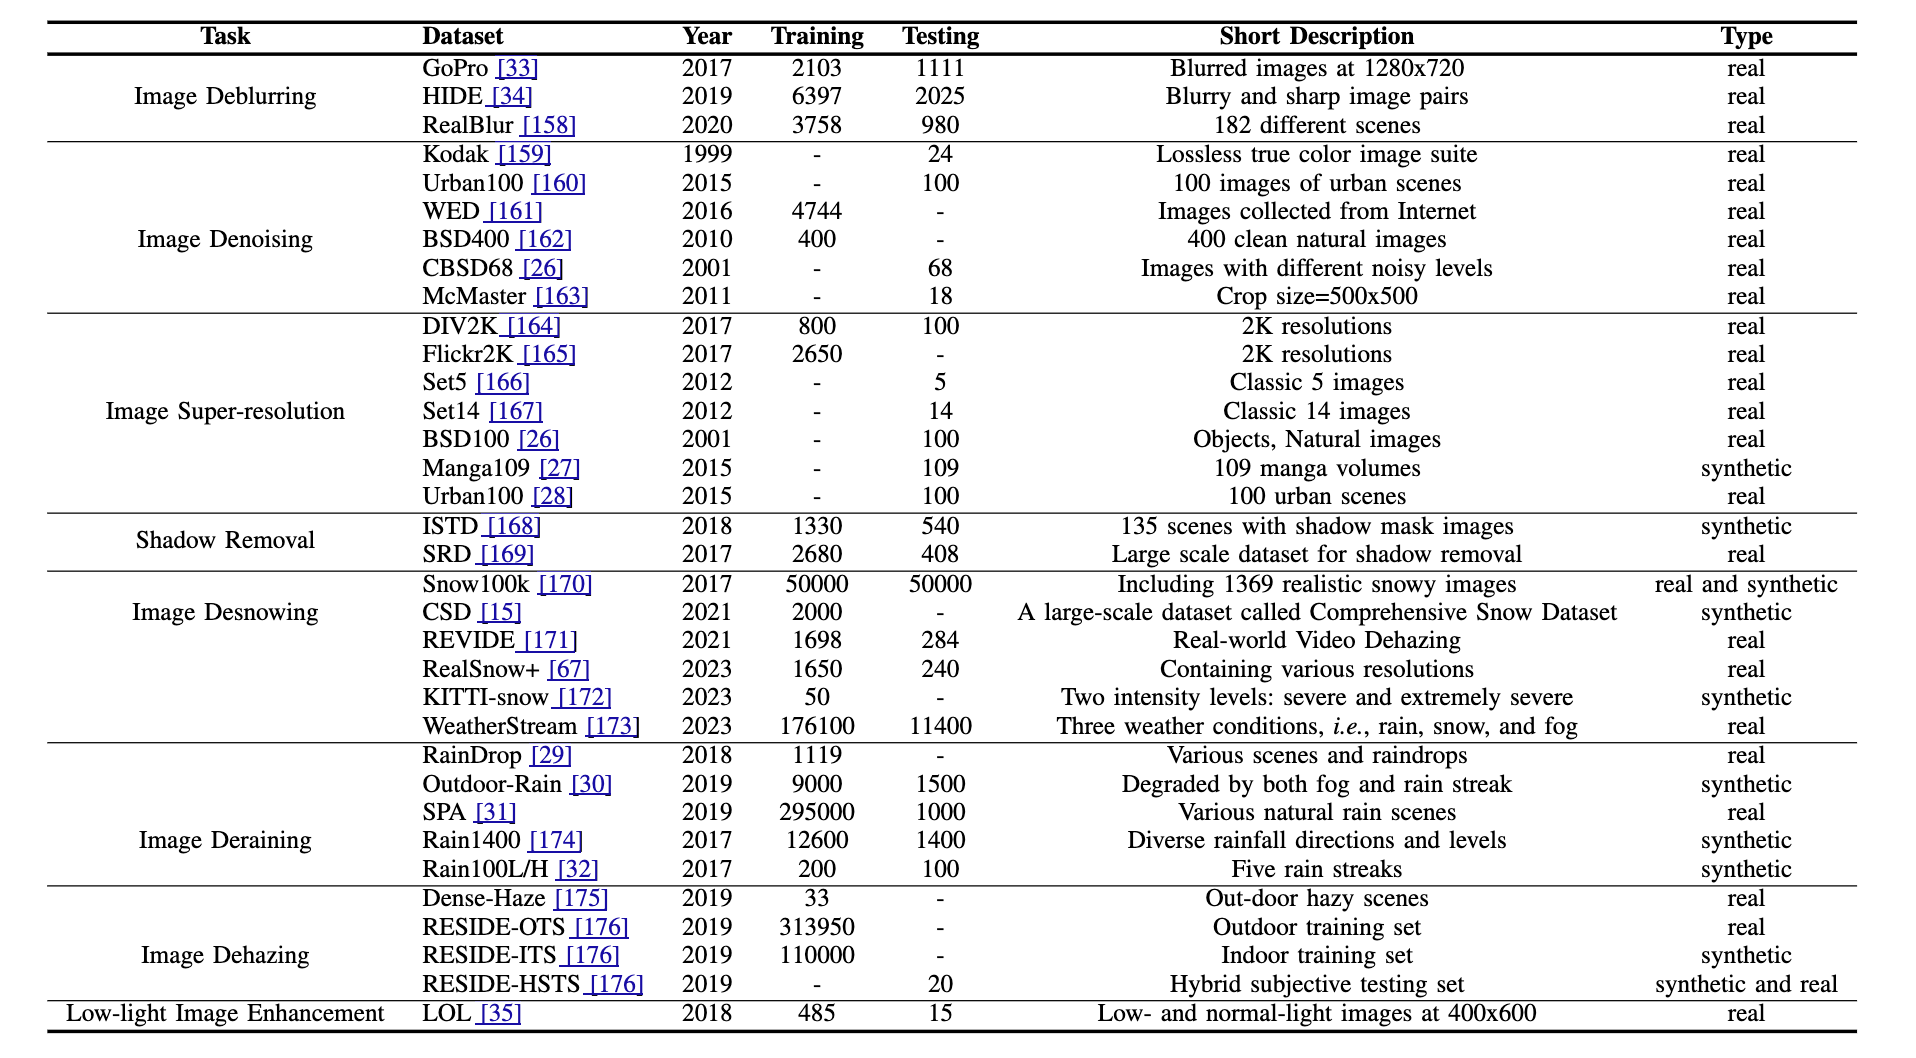 Task Dataset Year Training Testing Short Description Type
GoPro [33] 2017 2103 1111 Blurred images at 1280x720 real
Image Deblurring HIDE [34] 2019 6397 2025 Blurry and sharp image pairs real
RealBlur [158] 2020 3758 980 182 different scenes real
Kodak [159] 1999 - 24 Lossless true color image suite real
Urban100 [160] 2015 - 100 100 images of urban scenes real
WED [161] 2016 4744 - Images collected from Internet real
Image Denoising BSD400 [162] 2010 400 - 400 clean natural images real
CBSD68 [26] 2001 - 68 Images with different noisy levels real
McMaster [163] 2011 - 18 Crop size=500x500 real
DIV2K [164] 2017 800 100 2K resolutions real
Flickr2K [165] 2017 2650 - 2K resolutions real
Set5 [166] 2012 - 5 Classic 5 images real
Image Super-resolution Set14 [167] 2012 - 14 Classic 14 images real
BSD100 [26] 2001 - 100 Objects, Natural images real
Manga109 [27] 2015 - 109 109 manga volumes synthetic
Urban100 [28] 2015 - 100 100 urban scenes real
Shadow Removal ISTD [168] 2018 1330 540 135 scenes with shadow mask images synthetic
SRD [169] 2017 2680 408 Large scale dataset for shadow removal real
Snow100k [170] 2017 50000 50000 Including 1369 realistic snowy images real and synthetic
Image Desnowing CSD [15] 2021 2000 - A large-scale dataset called Comprehensive Snow Dataset synthetic
REVIDE [171] 2021 1698 284 Real-world Video Dehazing real
RealSnow+ [67] 2023 1650 240 Containing various resolutions real
KITTI-snow [172] 2023 50 - Two intensity levels: severe and extremely severe synthetic
WeatherStream [173] 2023 176100 11400 Three weather conditions, i.e., rain, snow, and fog real
RainDrop [29] 2018 1119 - Various scenes and raindrops real
Outdoor-Rain [30] 2019 9000 1500 Degraded by both fog and rain streak synthetic
SPA [31] 2019 295000 1000 Various natural rain scenes real
Image Deraining Rain1400 [174] 2017 12600 1400 Diverse rainfall directions and levels synthetic
Rain100L/H [32] 2017 200 100 Five rain streaks synthetic
Dense-Haze [175] 2019 33 - Out-door hazy scenes real
RESIDE-OTS [176] 2019 313950 - Outdoor training set real
Image Dehazing RESIDE-ITS [176] 2019 110000 - Indoor training set synthetic
RESIDE-HSTS [176] 2019 - 20 Hybrid subjective testing set synthetic and real
Low-light Image Enhancement LOL [35] 2018 485 15 Low- and normal-light images at 400x600 real